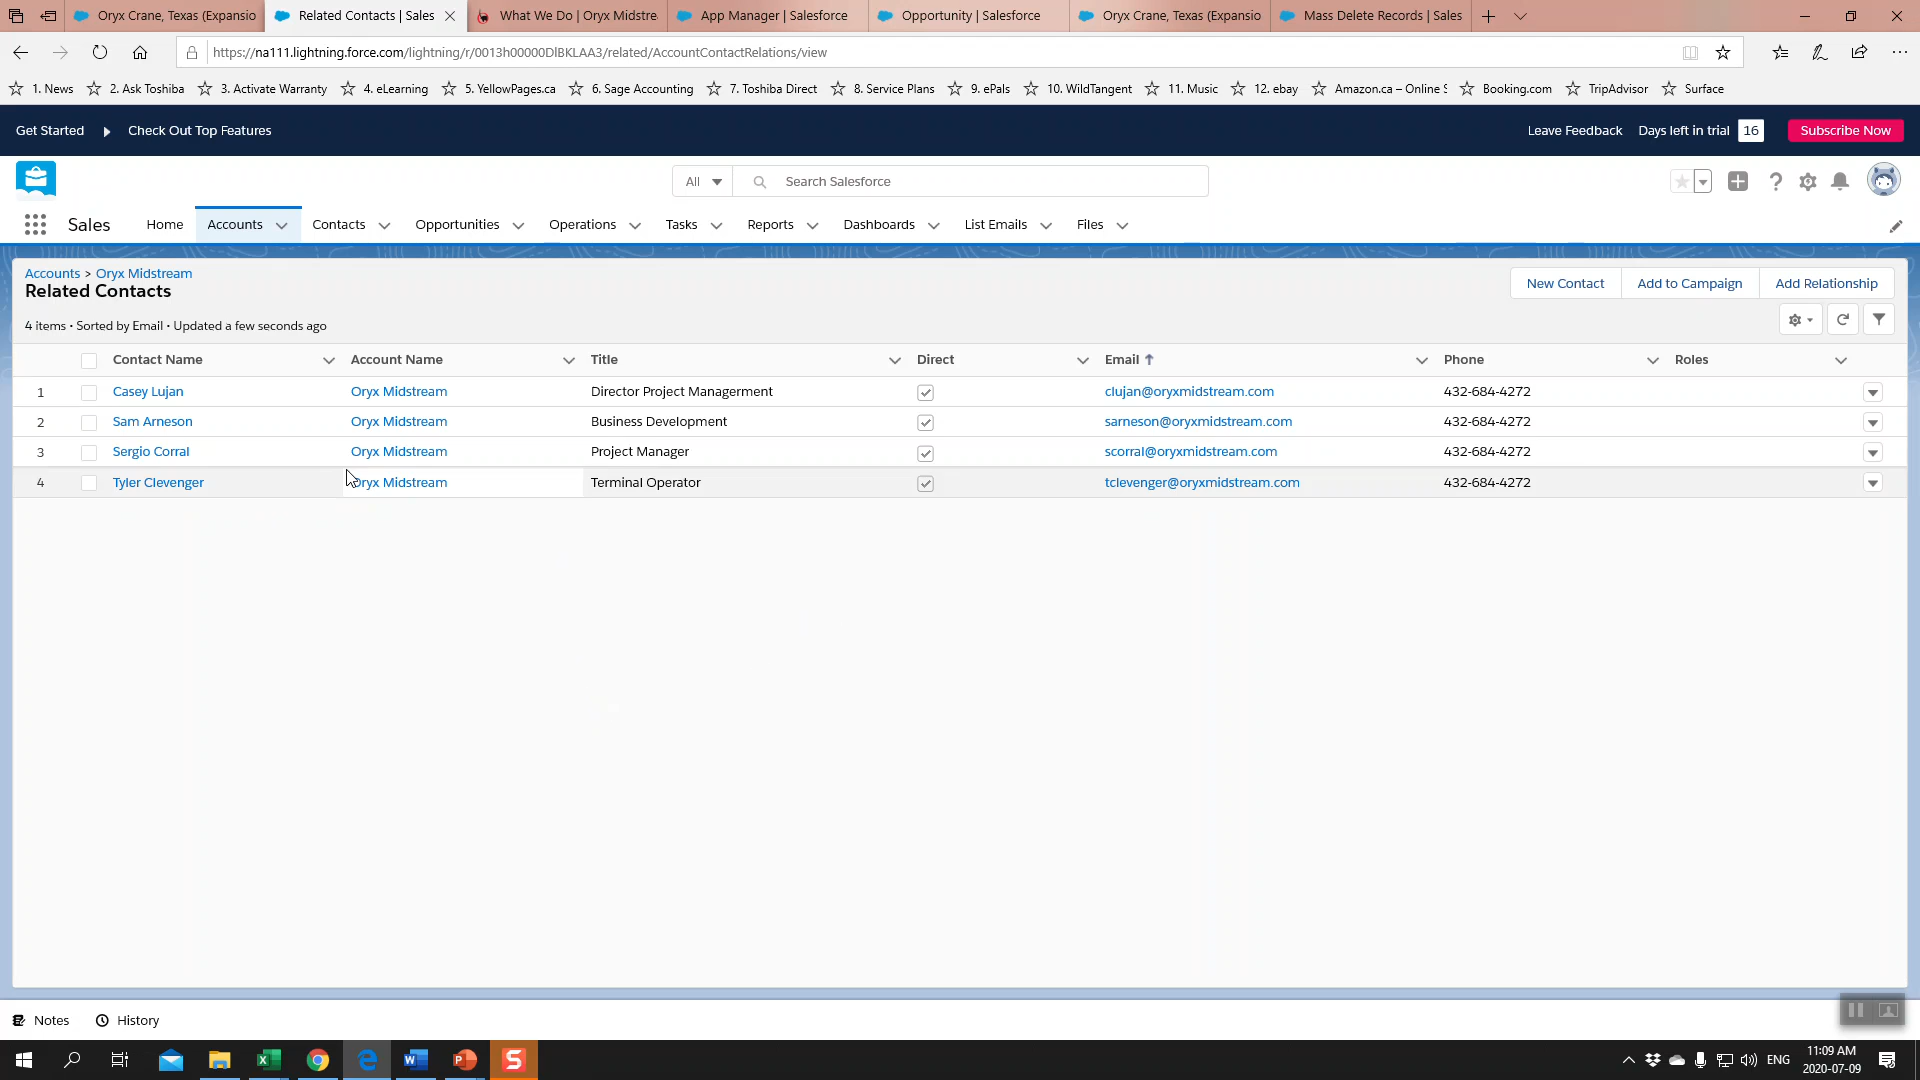 Oryx Crane, Texas (Expansio
Related Contacts | Sales
What We Do | Oryx Midstre
App Manager | Salesforce
Opportunity | Salesforce
Oryx Crane, Texas (Expansio
Mass Delete Records | Sales
https://na111.lightning.force.com/lightning/r/0013h00000DlBKLAA3/related/AccountContactRelations/view
1. News
2. Ask Toshiba
3. Activate Warranty
4. eLearning
5. YellowPages.ca
6. Sage Accounting
7. Toshiba Direct
8. Service Plans
9. ePals
10. WildTangent
11. Music
12. ebay
Amazon.ca – Online S
Booking.com
TripAdvisor
Surface
Get Started
Check Out Top Features
Leave Feedback
Days left in trial 16
Subscribe Now
All
Search Salesforce
Sales
Home
Accounts
Contacts
Opportunities
Operations
Tasks
Reports
Dashboards
List Emails
Files
Accounts > Oryx Midstream
Related Contacts
New Contact
Add to Campaign
Add Relationship
4 items • Sorted by Email • Updated a few seconds ago
Contact Name Account Name Title Direct Email Phone Roles
1 Casey Lujan Oryx Midstream Director Project Managerment clujan@oryxmidstream.com 432-684-4272
2 Sam Arneson Oryx Midstream Business Development sarneson@oryxmidstream.com 432-684-4272
3 Sergio Corral Oryx Midstream Project Manager scorral@oryxmidstream.com 432-684-4272
4 Tyler Clevenger Oryx Midstream Terminal Operator tclevenger@oryxmidstream.com 432-684-4272
Notes
History
ENG
11:09 AM
2020-07-09